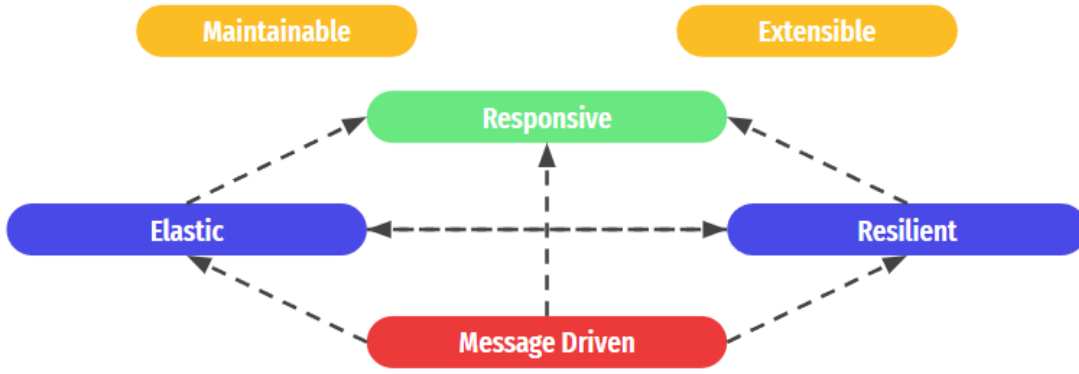 Maintainable
Extensible
Responsive
Elastic
Resilient
Message Driven